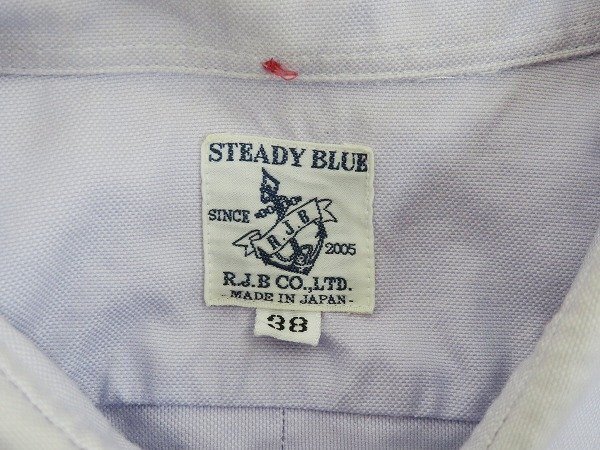 STEADY BLUE
SINCE
R.J.B
2005
R.J.B CO.,LTD.
- MADE IN JAPAN -
38